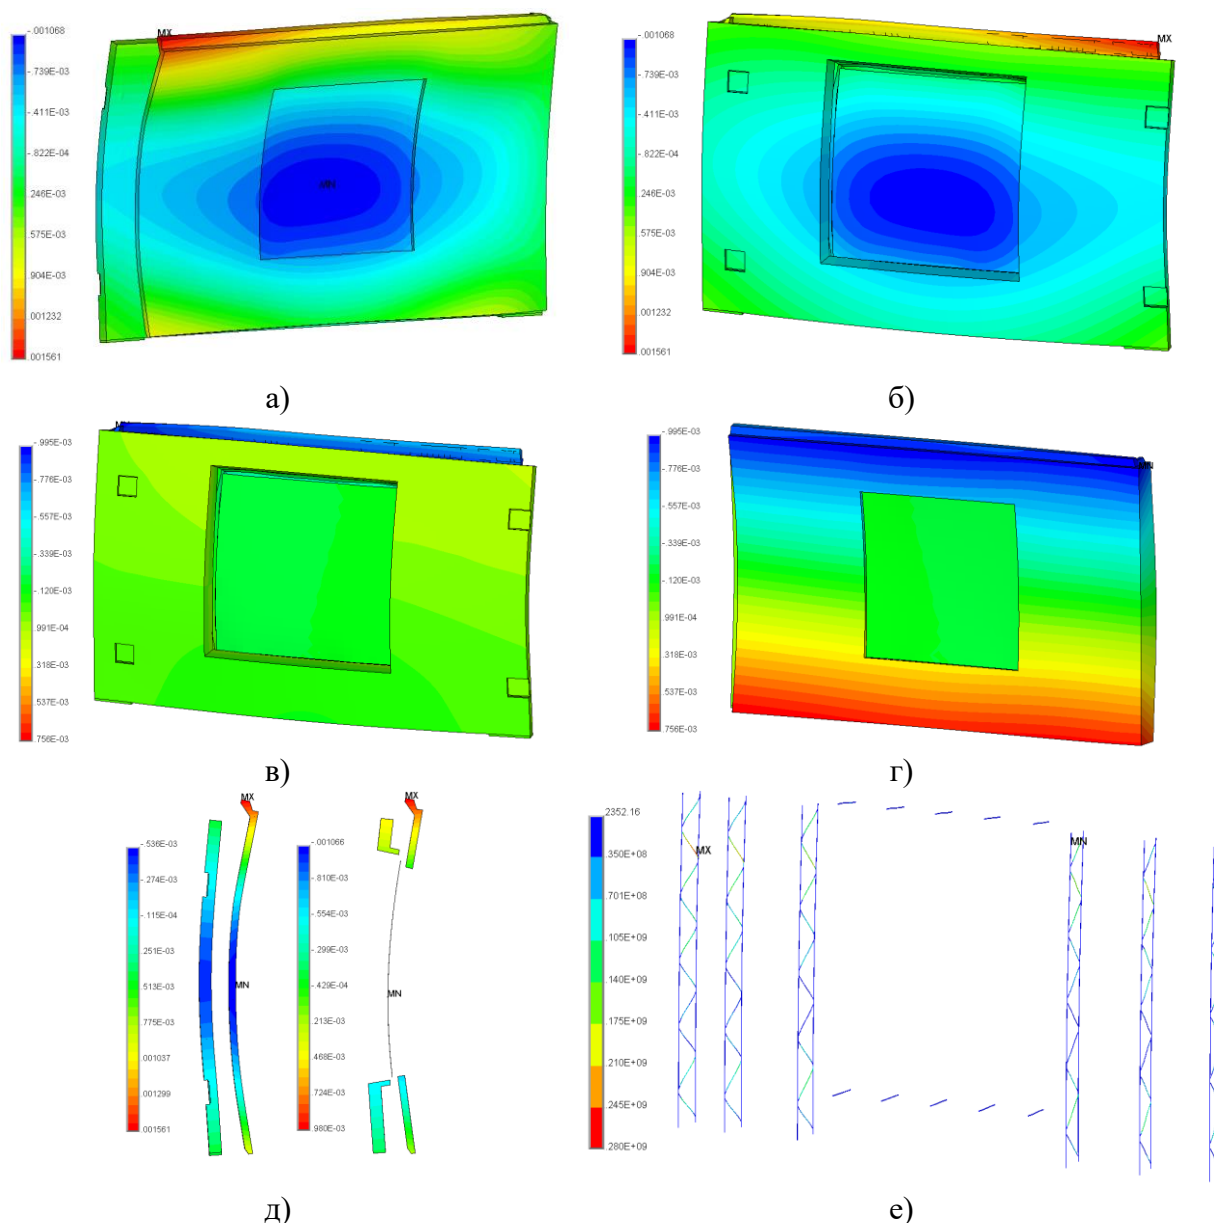 -.001068
-.739E-03
-.411E-03
-.822E-04
.246E-03
.575E-03
.904E-03
.001232
.001561
MX
MN
а)
-.001068
-.739E-03
-.411E-03
-.822E-04
.246E-03
.575E-03
.904E-03
.001232
.001561
MX
б)
-.995E-03
-.776E-03
-.557E-03
-.339E-03
-.120E-03
.991E-04
.318E-03
.537E-03
.756E-03
в)
-.995E-03
-.776E-03
-.557E-03
-.339E-03
-.120E-03
.991E-04
.318E-03
.537E-03
.756E-03
MN
г)
-.536E-03
-.274E-03
-.115E-04
.251E-03
.513E-03
.775E-03
.001037
.001299
.001561
MX
MN
-.001066
-.810E-03
-.554E-03
-.299E-03
-.429E-04
.213E-03
.468E-03
.724E-03
.980E-03
MX
MN
д)
2352.16
.350E+08
.701E+08
.105E+09
.140E+09
.175E+09
.210E+09
.245E+09
.280E+09
MX
MN
е)